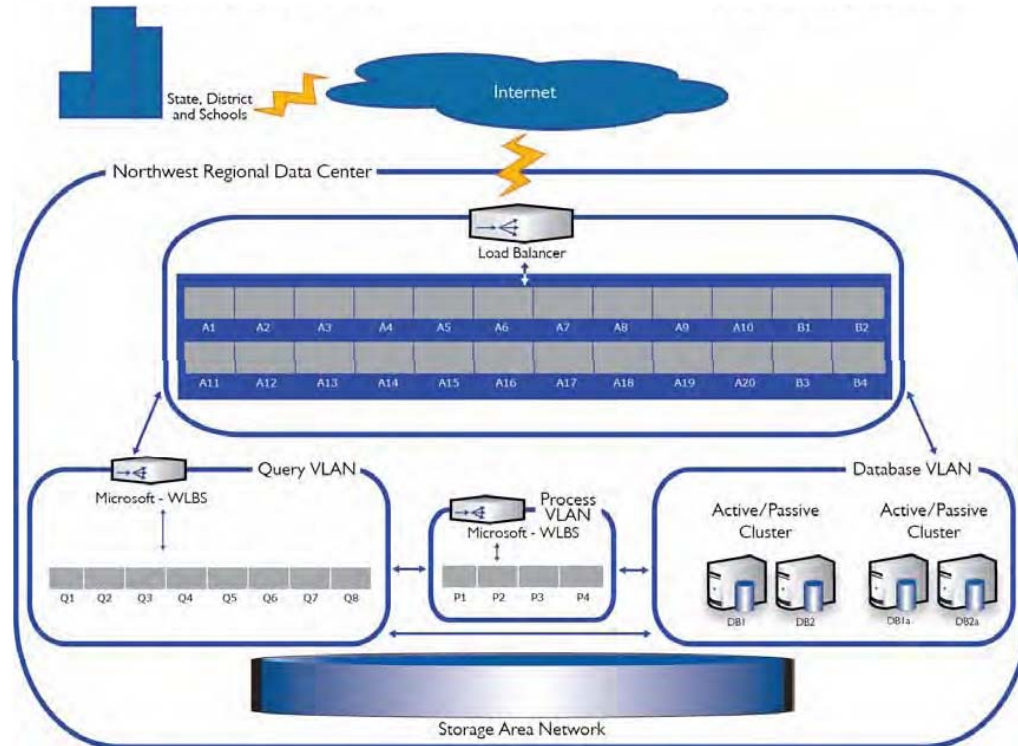 State, District
and Schools
Internet
Northwest Regional Data Center
Load Balancer
A1 A2 A3 A4 A5 A6 A7 A8 A9 A10 B1 B2
A11 A12 A13 A14 A15 A16 A17 A18 A19 A20 B3 B4
Query VLAN
Microsoft - WLBS
Q1 Q2 Q3 Q4 Q5 Q6 Q7 Q8
Process
VLAN
Microsoft - WLBS
P1 P2 P3 P4
Database VLAN
Active/Passive
Cluster
Active/Passive
Cluster
DB1 DB2 DB1a DB2a
Storage Area Network